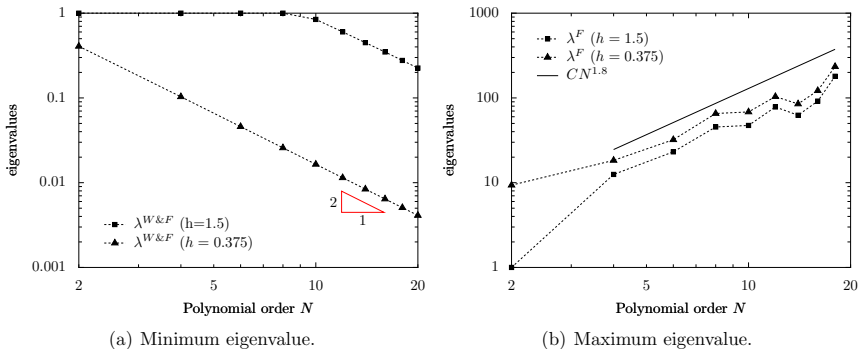 1
0.1
0.01
0.001
eigenvalues
2
5
10
20
Polynomial order N
λ^{W&F} (h=1.5)
λ^{W&F} (h = 0.375)
2
1
(a) Minimum eigenvalue.
1000
100
10
1
eigenvalues
2
5
10
20
Polynomial order N
λ^F (h = 1.5)
λ^F (h = 0.375)
CN^{1.8}
(b) Maximum eigenvalue.